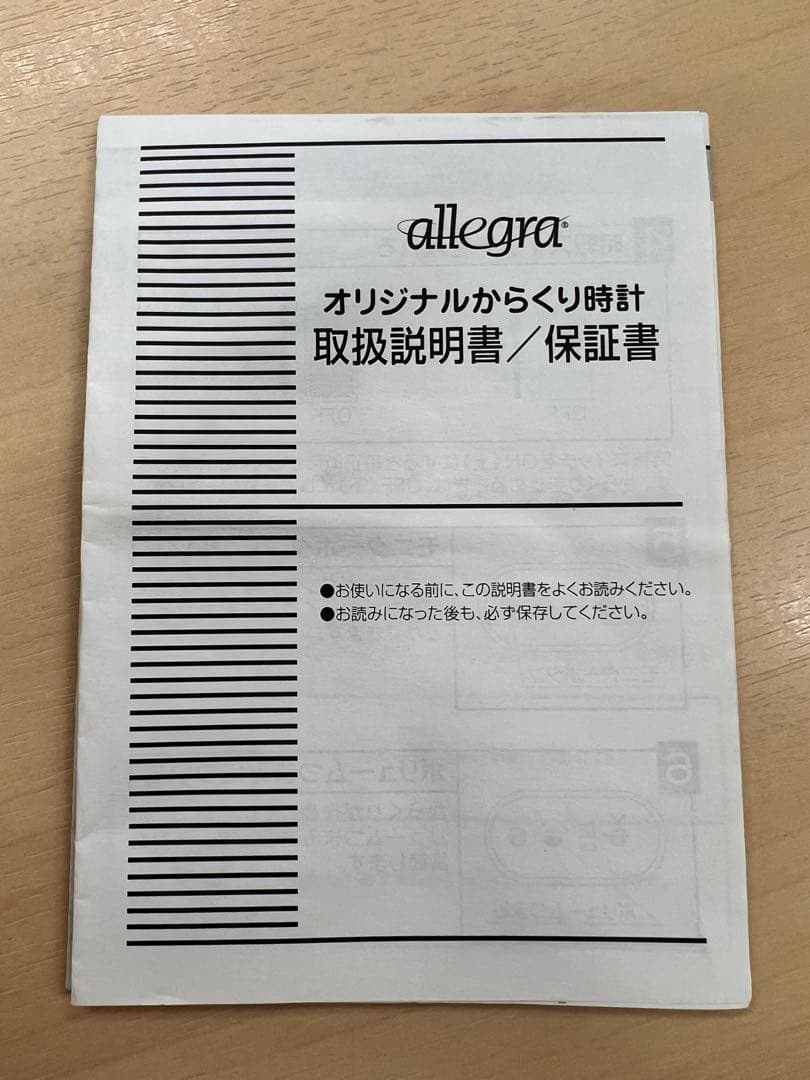 allegra®
オリジナルからくり時計
取扱説明書／保証書
●お使いになる前に、この説明書をよくお読みください。
●お読みになった後も、必ず保存してください。